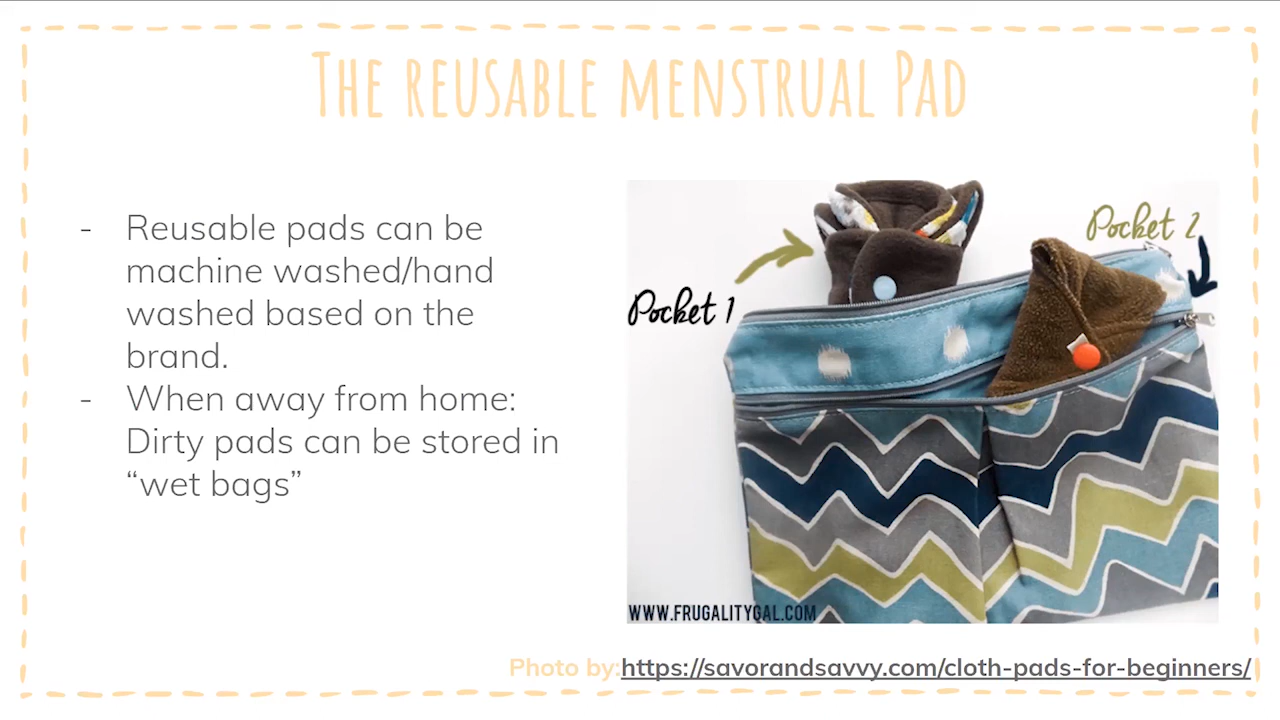 The reusable menstrual Pad
- Reusable pads can be
machine washed/hand
washed based on the
brand.
- When away from home:
Dirty pads can be stored in
“wet bags”
Pocket 1
Pocket 2
WWW.FRUGALITYGAL.COM
Photo by:https://savorandsavvy.com/cloth-pads-for-beginners/